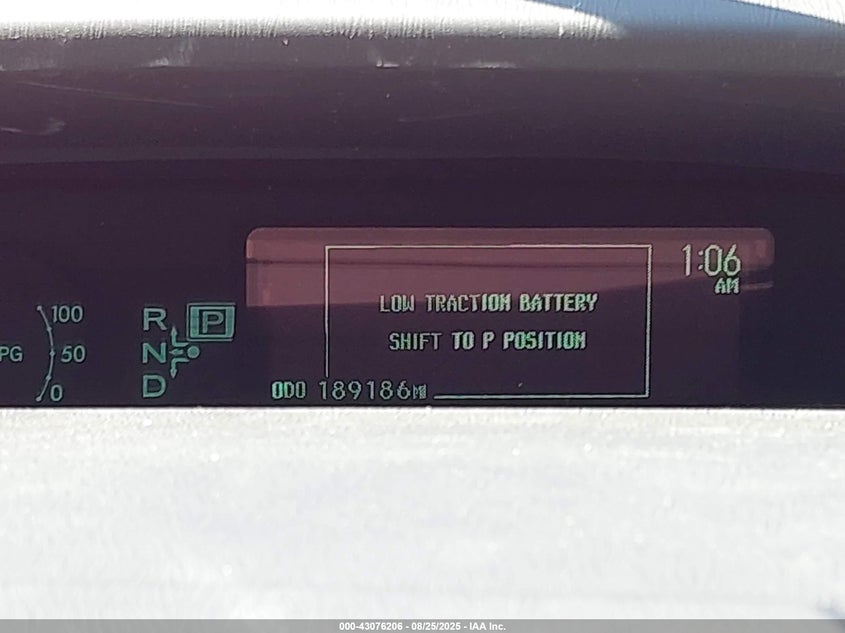 1:06
AM
LOW TRACTION BATTERY
SHIFT TO P POSITION
100
PG 50
0
R P
N
D
ODO 189186MI
000-43076206 - 08/25/2025 - IAA Inc.